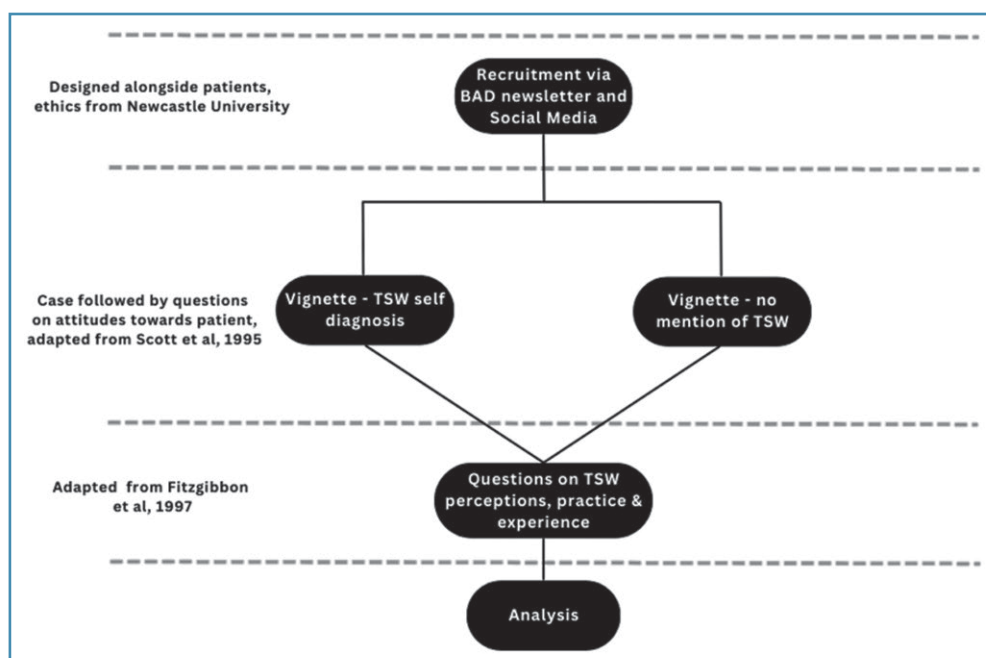 Designed alongside patients,
ethics from Newcastle University
Recruitment via
BAD newsletter and
Social Media
Case followed by questions
on attitudes towards patient,
adapted from Scott et al, 1995
Vignette - TSW self
diagnosis
Vignette - no
mention of TSW
Adapted from Fitzgibbon
et al, 1997
Questions on TSW
perceptions, practice &
experience
Analysis